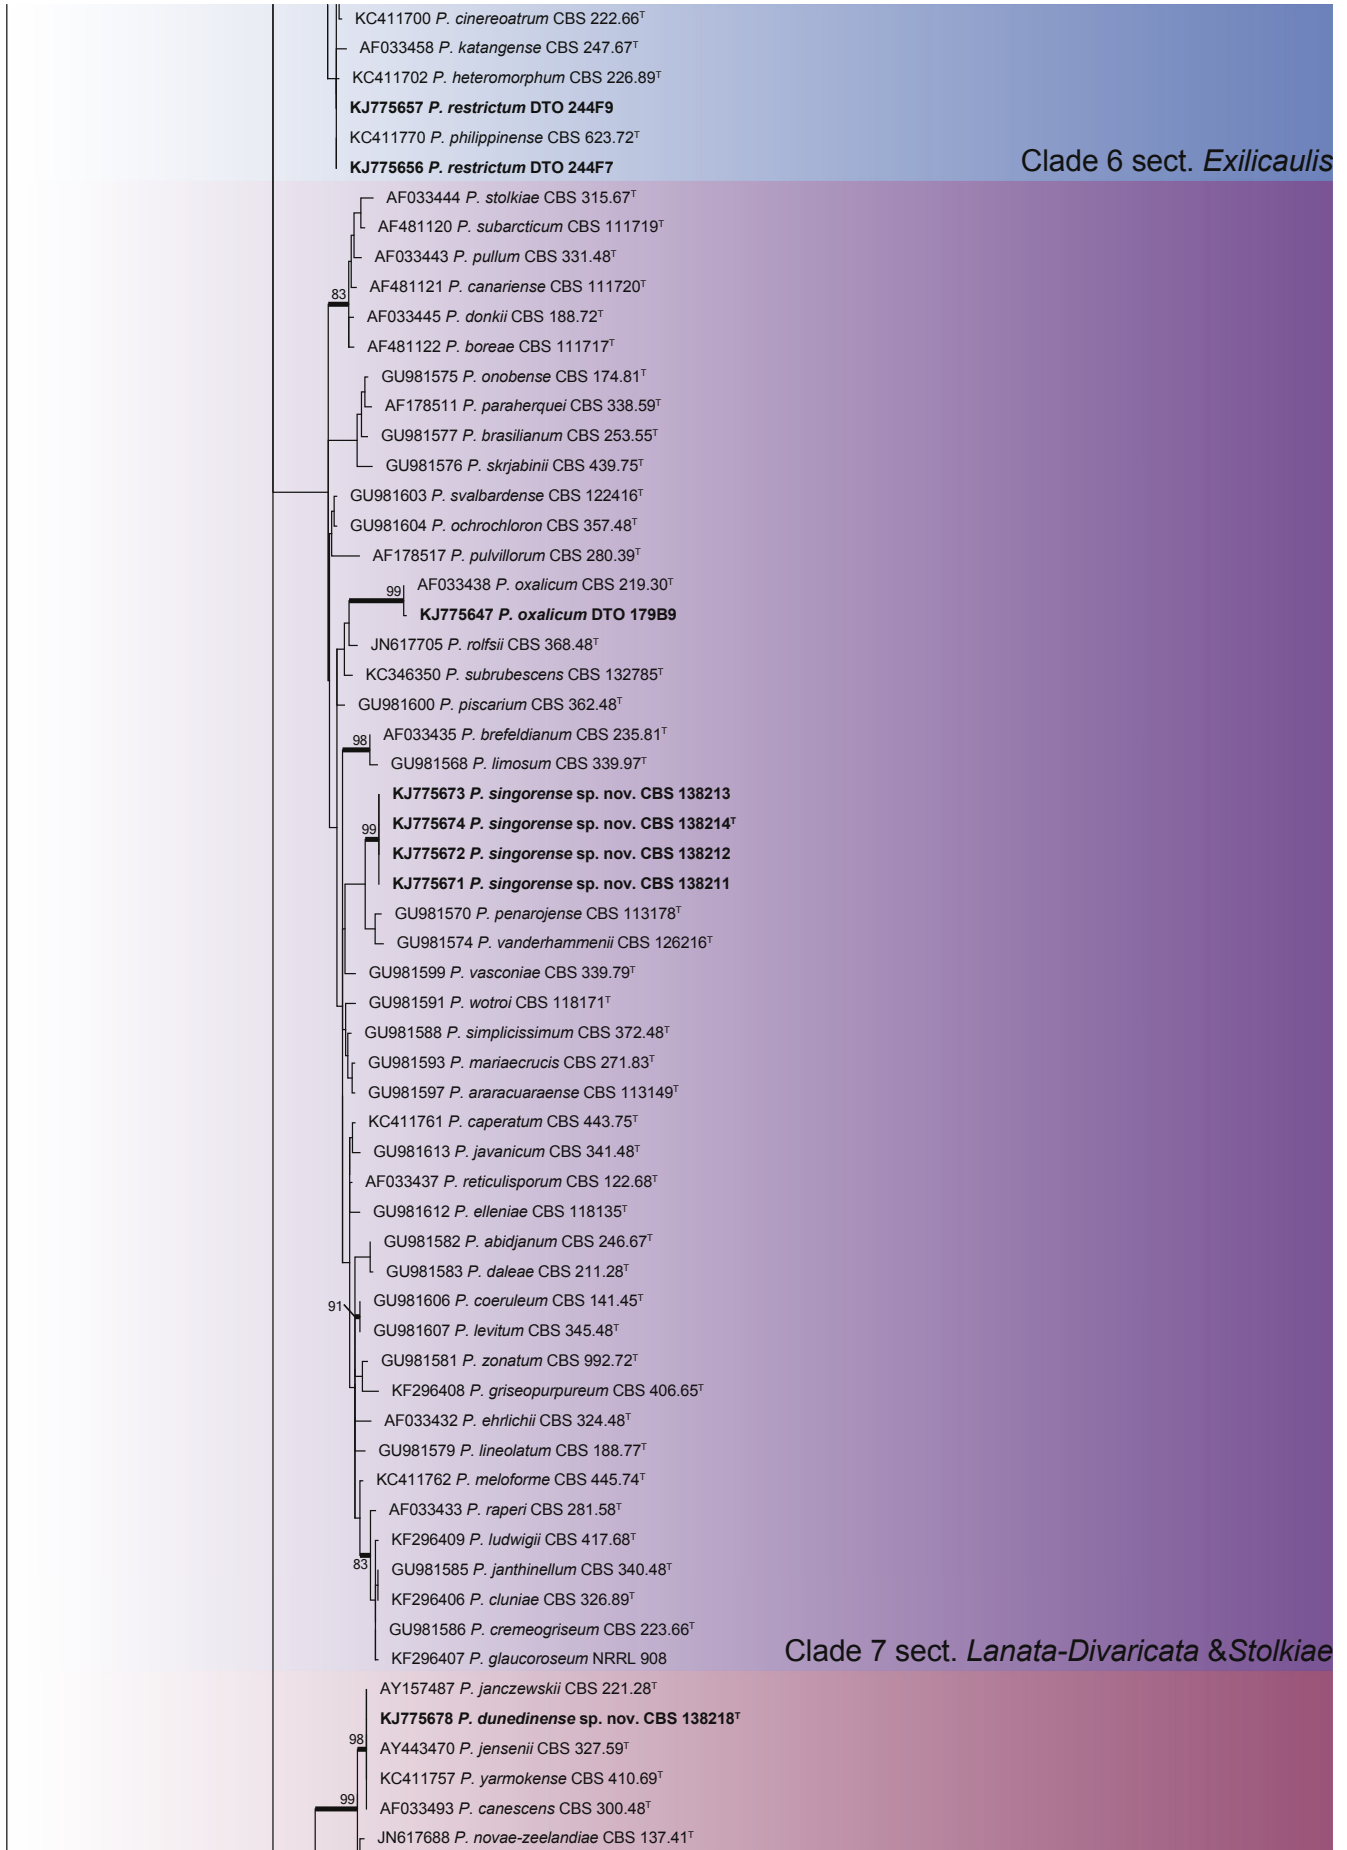 KC411700 P. cinereoatrum CBS 222.66ᵀ
AF033458 P. katangense CBS 247.67ᵀ
KC411702 P. heteromorphum CBS 226.89ᵀ
KJ775657 P. restrictum DTO 244F9
KC411770 P. philippinense CBS 623.72ᵀ
KJ775656 P. restrictum DTO 244F7
Clade 6 sect. Exilicaulis
AF033444 P. stolkiae CBS 315.67ᵀ
AF481120 P. subarcticum CBS 111719ᵀ
AF033443 P. pullum CBS 331.48ᵀ
AF481121 P. canariense CBS 111720ᵀ
83
AF033445 P. donkii CBS 188.72ᵀ
AF481122 P. boreae CBS 111717ᵀ
GU981575 P. onobense CBS 174.81ᵀ
AF178511 P. paraherquei CBS 338.59ᵀ
GU981577 P. brasilianum CBS 253.55ᵀ
GU981576 P. skrjabinii CBS 439.75ᵀ
GU981603 P. svalbardense CBS 122416ᵀ
GU981604 P. ochrochloron CBS 357.48ᵀ
AF178517 P. pulvillorum CBS 280.39ᵀ
AF033438 P. oxalicum CBS 219.30ᵀ
99
KJ775647 P. oxalicum DTO 179B9
JN617705 P. rolfsii CBS 368.48ᵀ
KC346350 P. subrubescens CBS 132785ᵀ
GU981600 P. piscarium CBS 362.48ᵀ
AF033435 P. brefeldianum CBS 235.81ᵀ
98
GU981568 P. limosum CBS 339.97ᵀ
KJ775673 P. singorense sp. nov. CBS 138213
KJ775674 P. singorense sp. nov. CBS 138214ᵀ
99
KJ775672 P. singorense sp. nov. CBS 138212
KJ775671 P. singorense sp. nov. CBS 138211
GU981570 P. penarojense CBS 113178ᵀ
GU981574 P. vanderhammenii CBS 126216ᵀ
GU981599 P. vasconiae CBS 339.79ᵀ
GU981591 P. wotroi CBS 118171ᵀ
GU981588 P. simplicissimum CBS 372.48ᵀ
GU981593 P. mariaecrucis CBS 271.83ᵀ
GU981597 P. araracuaraense CBS 113149ᵀ
KC411761 P. caperatum CBS 443.75ᵀ
GU981613 P. javanicum CBS 341.48ᵀ
AF033437 P. reticulisporum CBS 122.68ᵀ
GU981612 P. elleniae CBS 118135ᵀ
GU981582 P. abidjanum CBS 246.67ᵀ
GU981583 P. daleae CBS 211.28ᵀ
91
GU981606 P. coeruleum CBS 141.45ᵀ
GU981607 P. levitum CBS 345.48ᵀ
GU981581 P. zonatum CBS 992.72ᵀ
KF296408 P. griseopurpureum CBS 406.65ᵀ
AF033432 P. ehrlichii CBS 324.48ᵀ
GU981579 P. lineolatum CBS 188.77ᵀ
KC411762 P. meloforme CBS 445.74ᵀ
AF033433 P. raperi CBS 281.58ᵀ
KF296409 P. ludwigii CBS 417.68ᵀ
83
GU981585 P. janthinellum CBS 340.48ᵀ
KF296406 P. cluniae CBS 326.89ᵀ
GU981586 P. cremeogriseum CBS 223.66ᵀ
KF296407 P. glaucoroseum NRRL 908
Clade 7 sect. Lanata-Divaricata &Stolkiae
AY157487 P. janczewskii CBS 221.28ᵀ
KJ775678 P. dunedinense sp. nov. CBS 138218ᵀ
98
AY443470 P. jensenii CBS 327.59ᵀ
KC411757 P. yarmokense CBS 410.69ᵀ
99
AF033493 P. canescens CBS 300.48ᵀ
JN617688 P. novae-zeelandiae CBS 137.41ᵀ